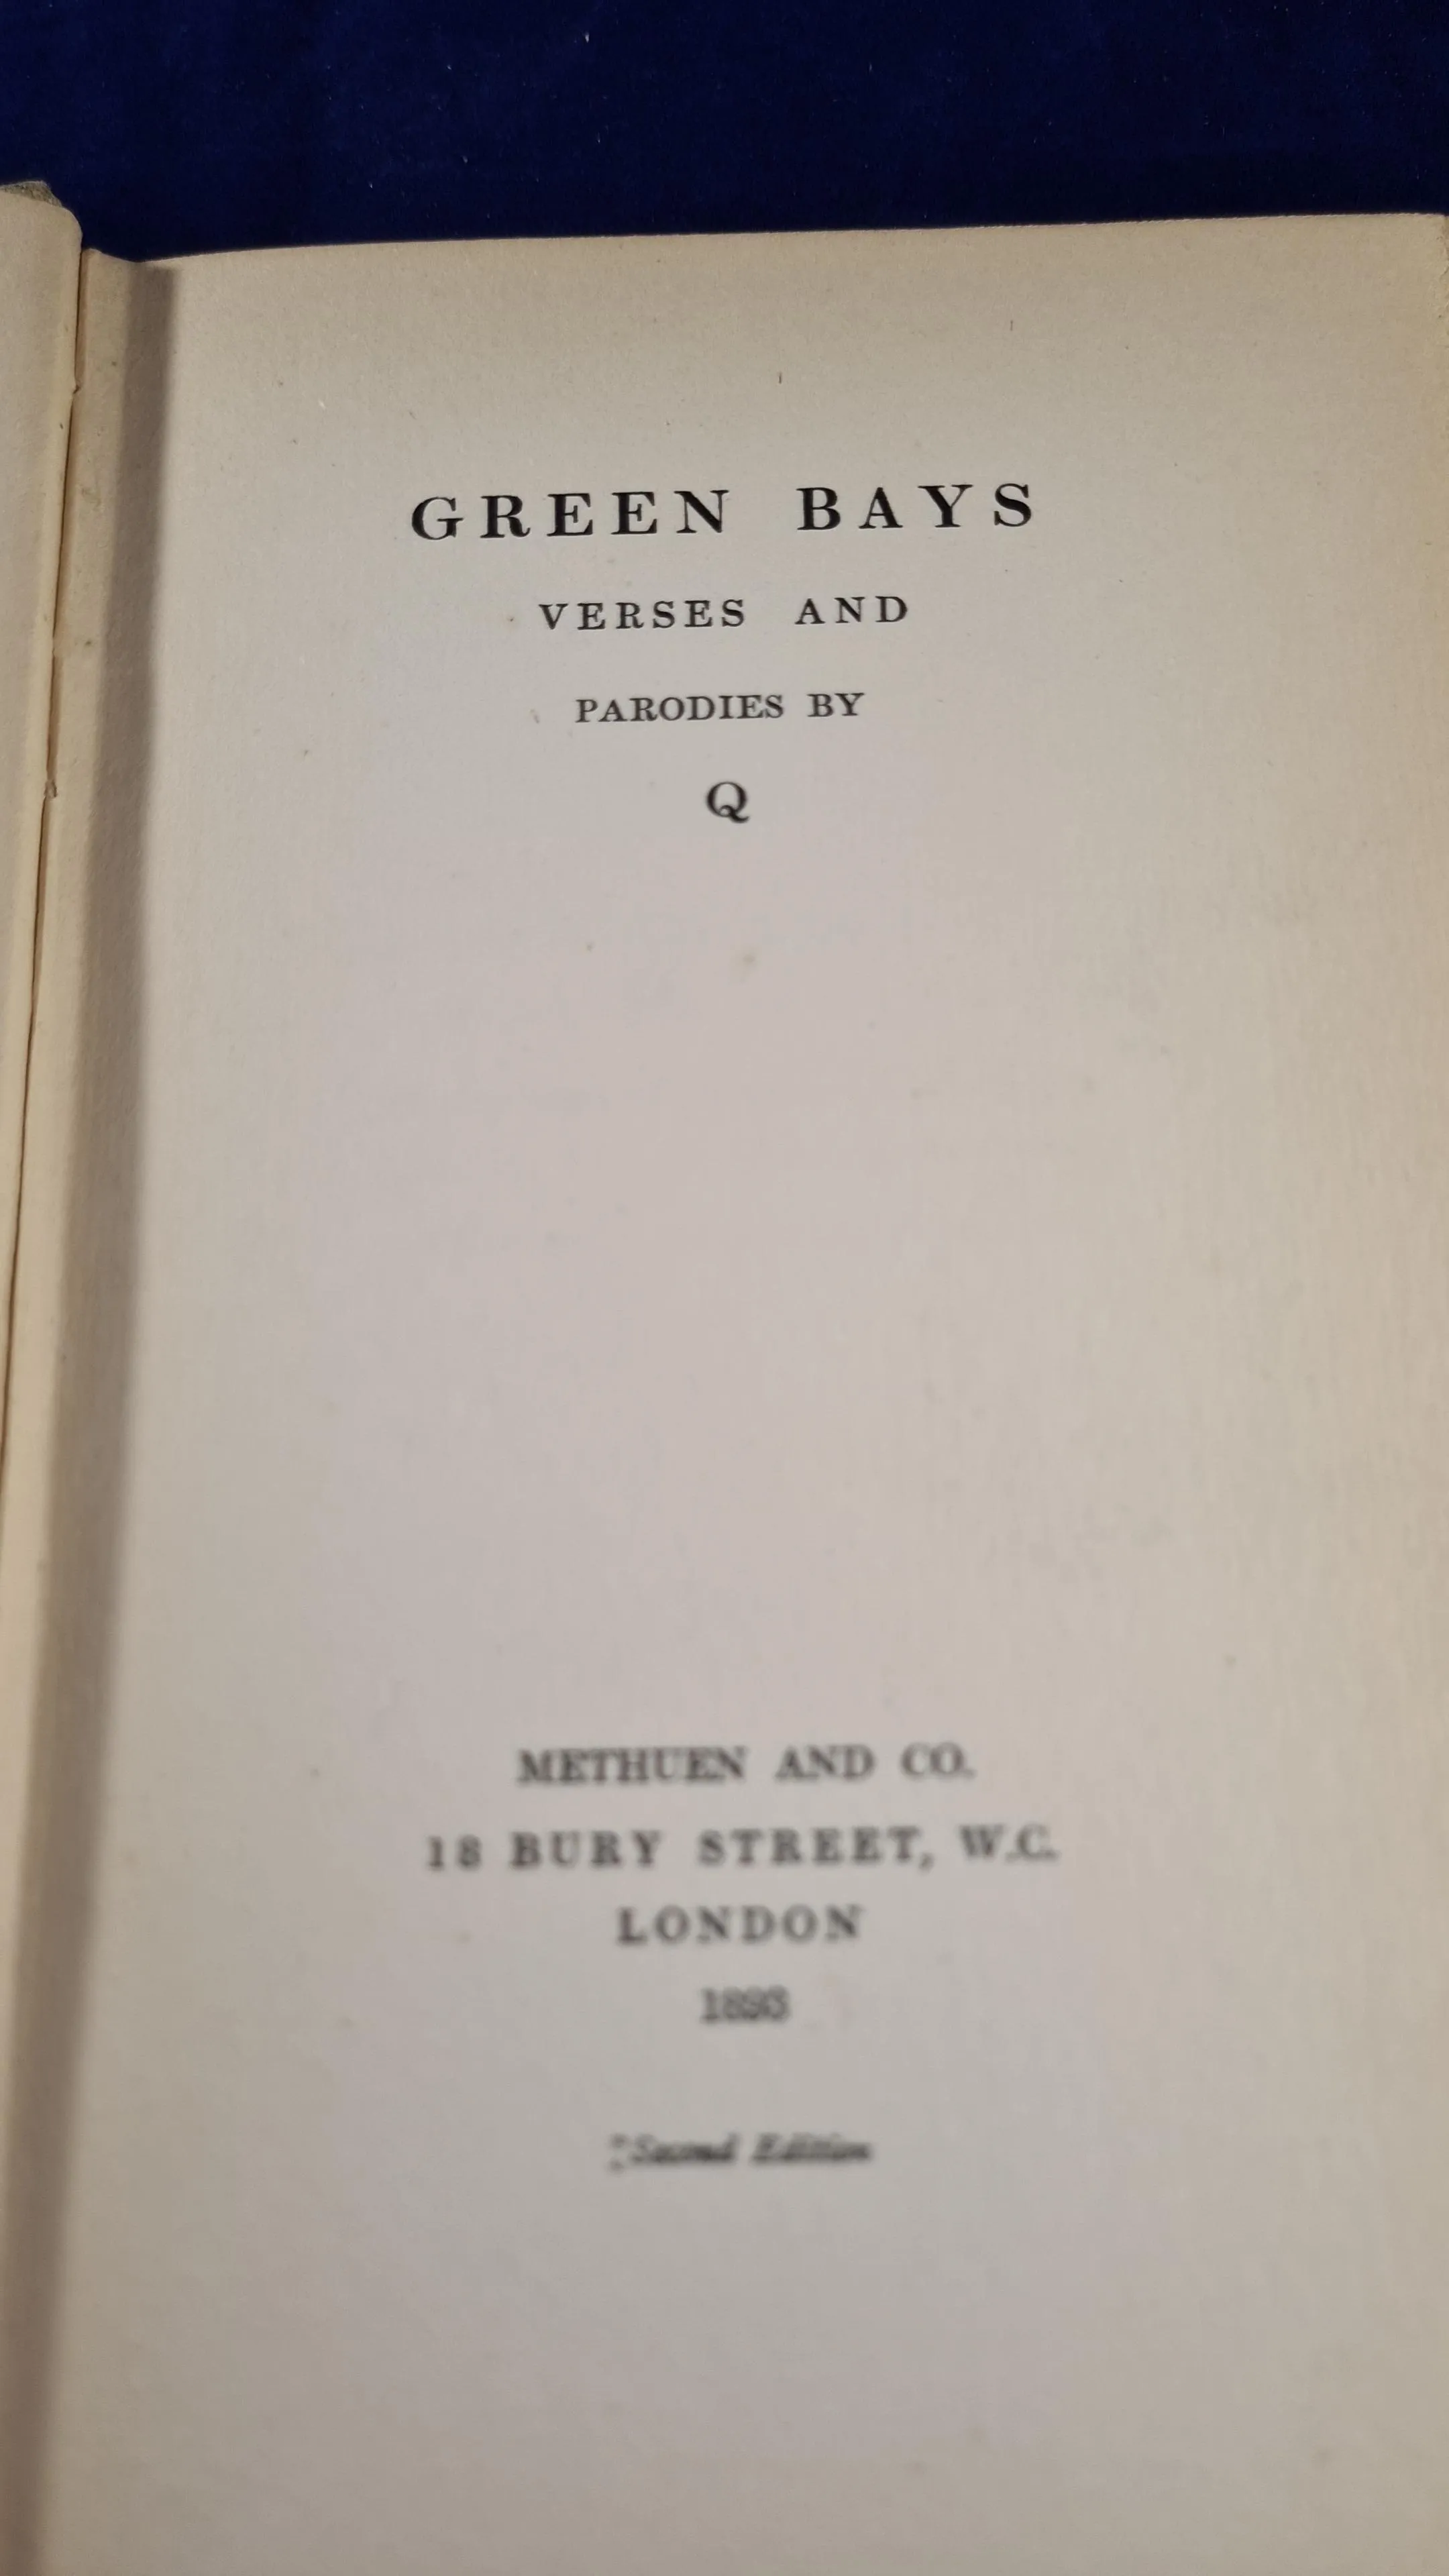 GREEN BAYS
VERSES AND
PARODIES BY
Q
METHUEN AND CO.
18 BURY STREET, W.C.
LONDON
1893
Second Edition